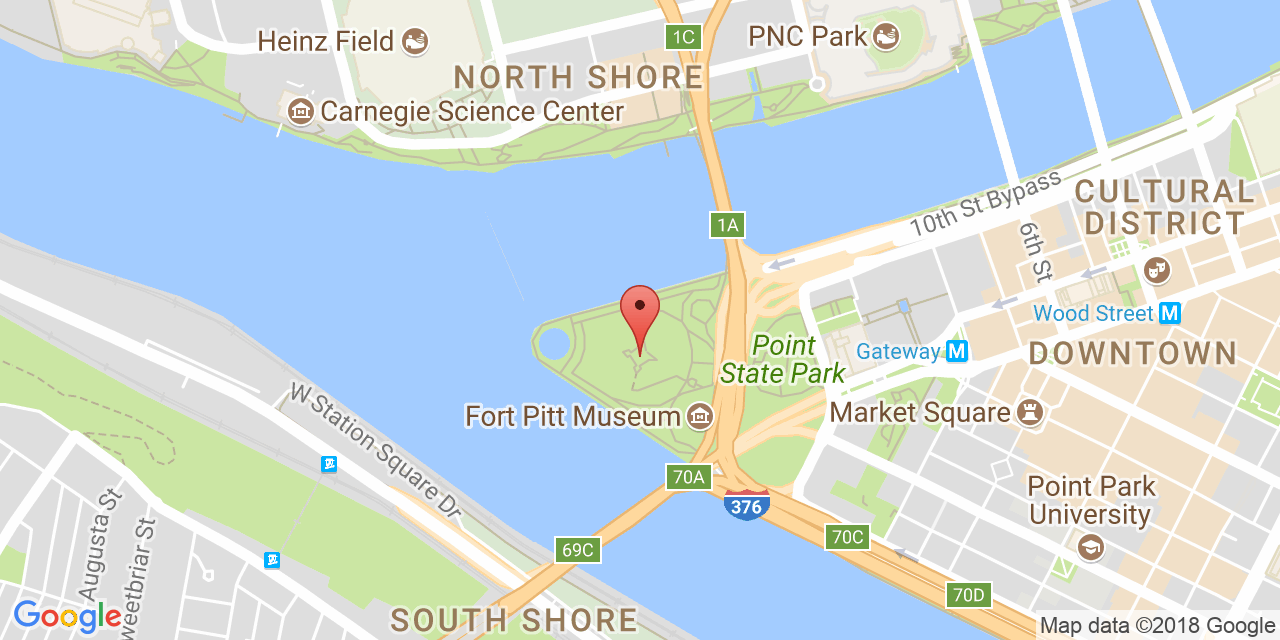 Heinz Field
1C
PNC Park
NORTH SHORE
Carnegie Science Center
10th St Bypass
CULTURAL
DISTRICT
1A
6th St
Wood Street M
Point
State Park
Gateway M
DOWNTOWN
Fort Pitt Museum
Market Square
W Station Square Dr
70A
376
Point Park
University
Augusta St
weetbriar St
69C
70C
70D
Google
SOUTH SHORE
Map data ©2018 Google